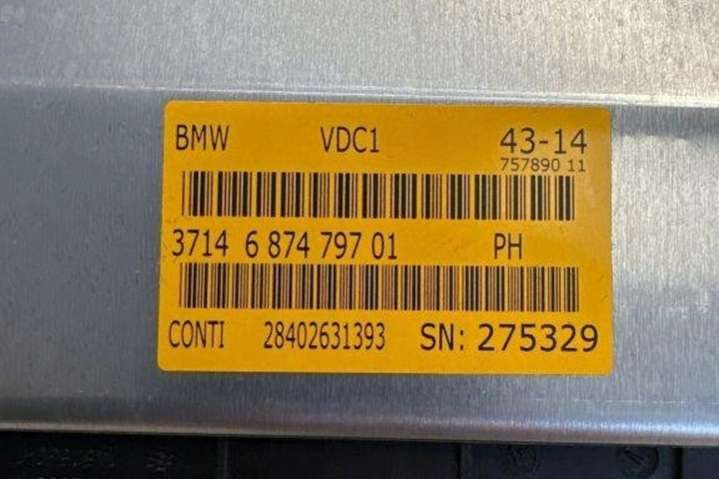 BMW VDC1 43-14
757890 11
3714 6 874 797 01 PH
CONTI 28402631393 SN: 275329